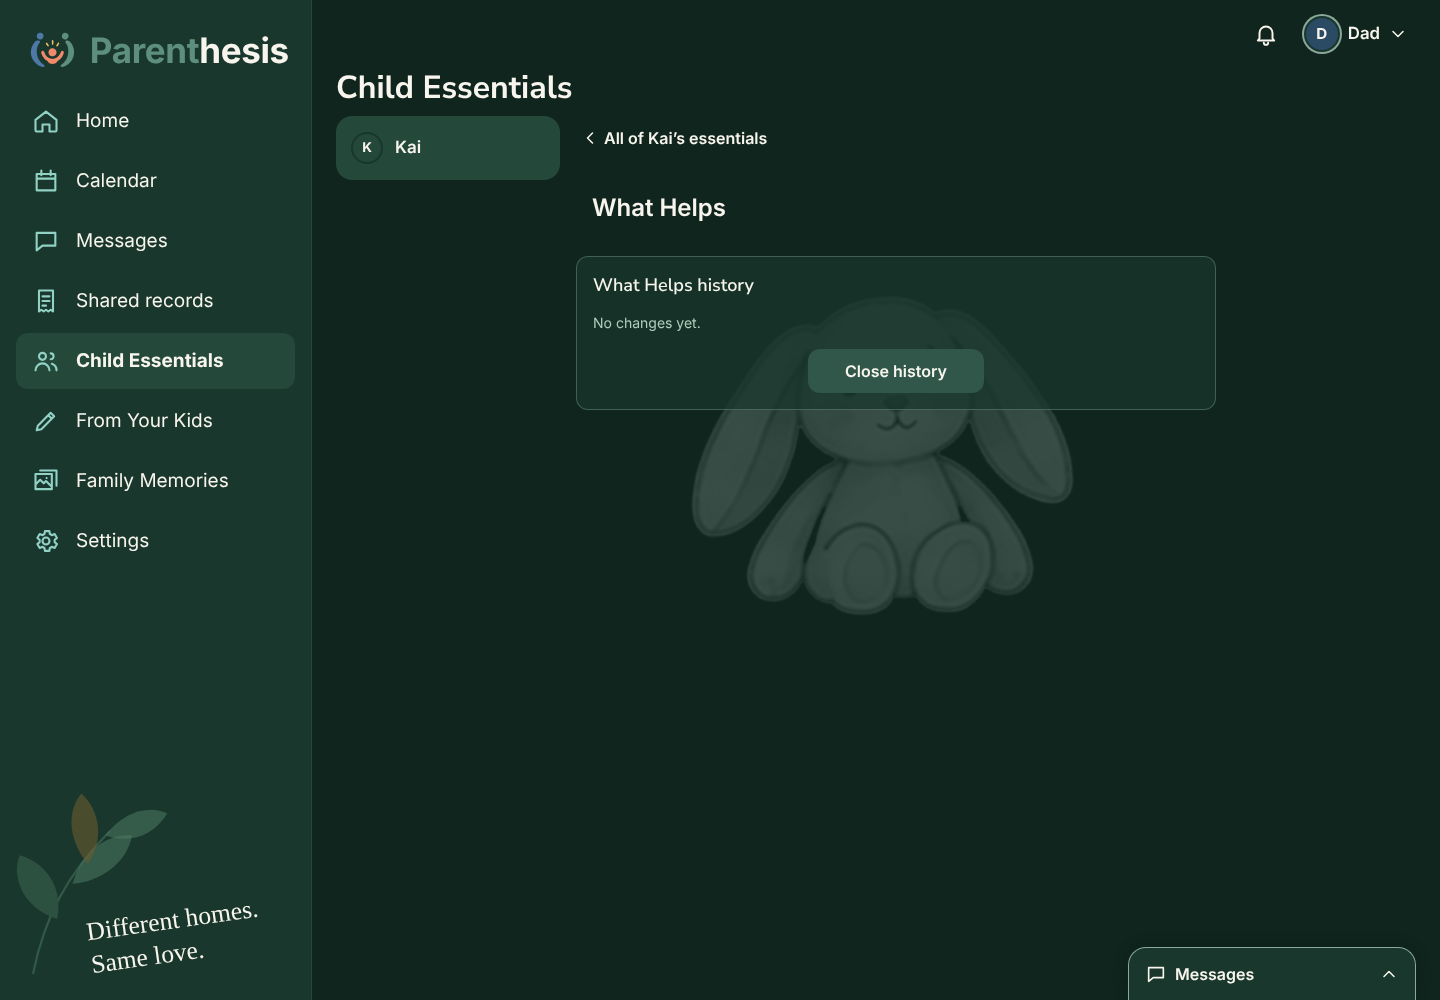 Parenthesis
Home
Calendar
Messages
Shared records
Child Essentials
From Your Kids
Family Memories
Settings
Different homes.
Same love.
D Dad
Child Essentials
K Kai
All of Kai’s essentials
What Helps
What Helps history
No changes yet.
Close history
Messages